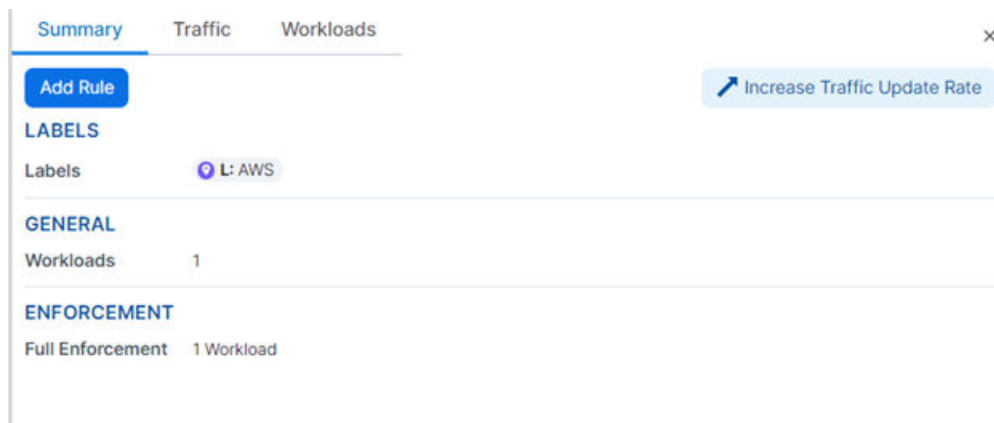 Summary Traffic Workloads
×
Add Rule
Increase Traffic Update Rate
LABELS
Labels L: AWS
GENERAL
Workloads 1
ENFORCEMENT
Full Enforcement 1 Workload